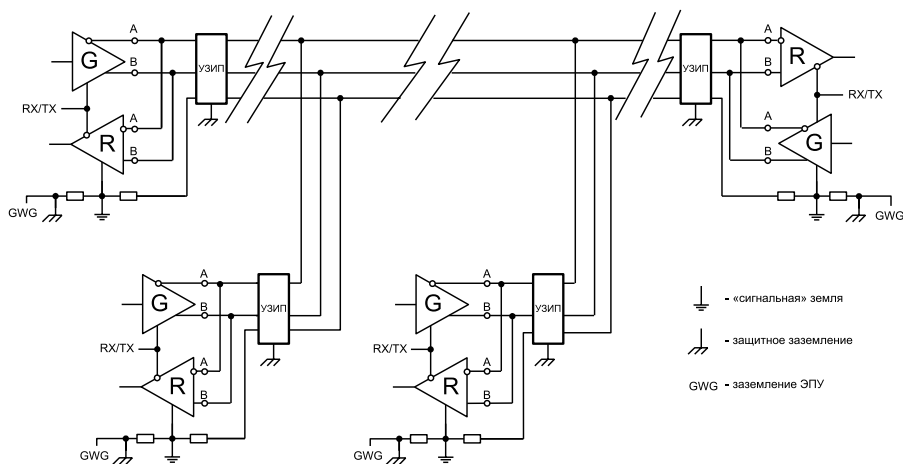 A
G
B
УЗИП
RX/TX
A
R
B
GWG
УЗИП
A
R
B
RX/TX
A
G
B
GWG
A
G
B
УЗИП
RX/TX
A
R
B
GWG
A
G
B
УЗИП
RX/TX
A
R
B
GWG
- «сигнальная» земля
- защитное заземление
GWG - заземление ЭПУ